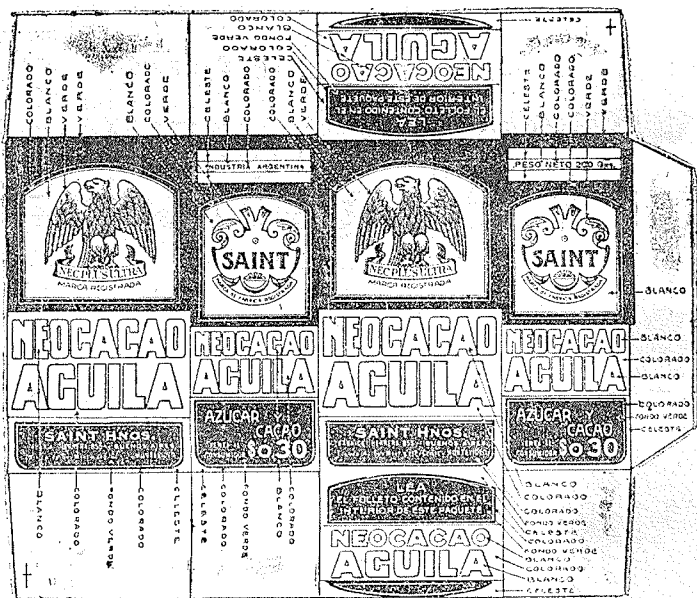 CELESTE
COLORADO
BLANCO
FONDO VERDE
COLORADO
CELESTE
NEOCACAO
AGUILA
LEA
EL FOLLETO CONTENIDO EN EL
INTERIOR DE ESTE PAQUETE
COLORADO
BLANCO
VERDE
VERDE
BLANCO
COLORADO
VERDE
CELESTE
BLANCO
COLORADO
COLORADO
BLANCO
VERDE
CELESTE
BLANCO
COLORADO
COLORADO
VERDE
VERDE
INDUSTRIA ARGENTINA
PESO NETO 200 Grs.
NEC PLUS ULTRA
MARCA REGISTRADA
SAINT
NEC PLUS ULTRA
MARCA REGISTRADA
SAINT
BLANCO
NEOCACAO
AGUILA
NEOCACAO
AGUILA
NEOCACAO
AGUILA
NEOCACAO
AGUILA
BLANCO
COLORADO
BLANCO
COLORADO
FONDO VERDE
CELESTE
SAINT HNOS.
AZUCAR Y
CACAO
$0,30
SAINT HNOS.
AZUCAR Y
CACAO
$0,30
BLANCO
COLORADO
FONDO VERDE
COLORADO
CELESTE
CELESTE
COLORADO
FONDO VERDE
BLANCO
COLORADO
LEA
EL FOLLETO CONTENIDO EN EL
INTERIOR DE ESTE PAQUETE
NEOCACAO
AGUILA
BLANCO
COLORADO
COLORADO
FONDO VERDE
CELESTE
COLORADO
FONDO VERDE
BLANCO
COLORADO
BLANCO
CELESTE